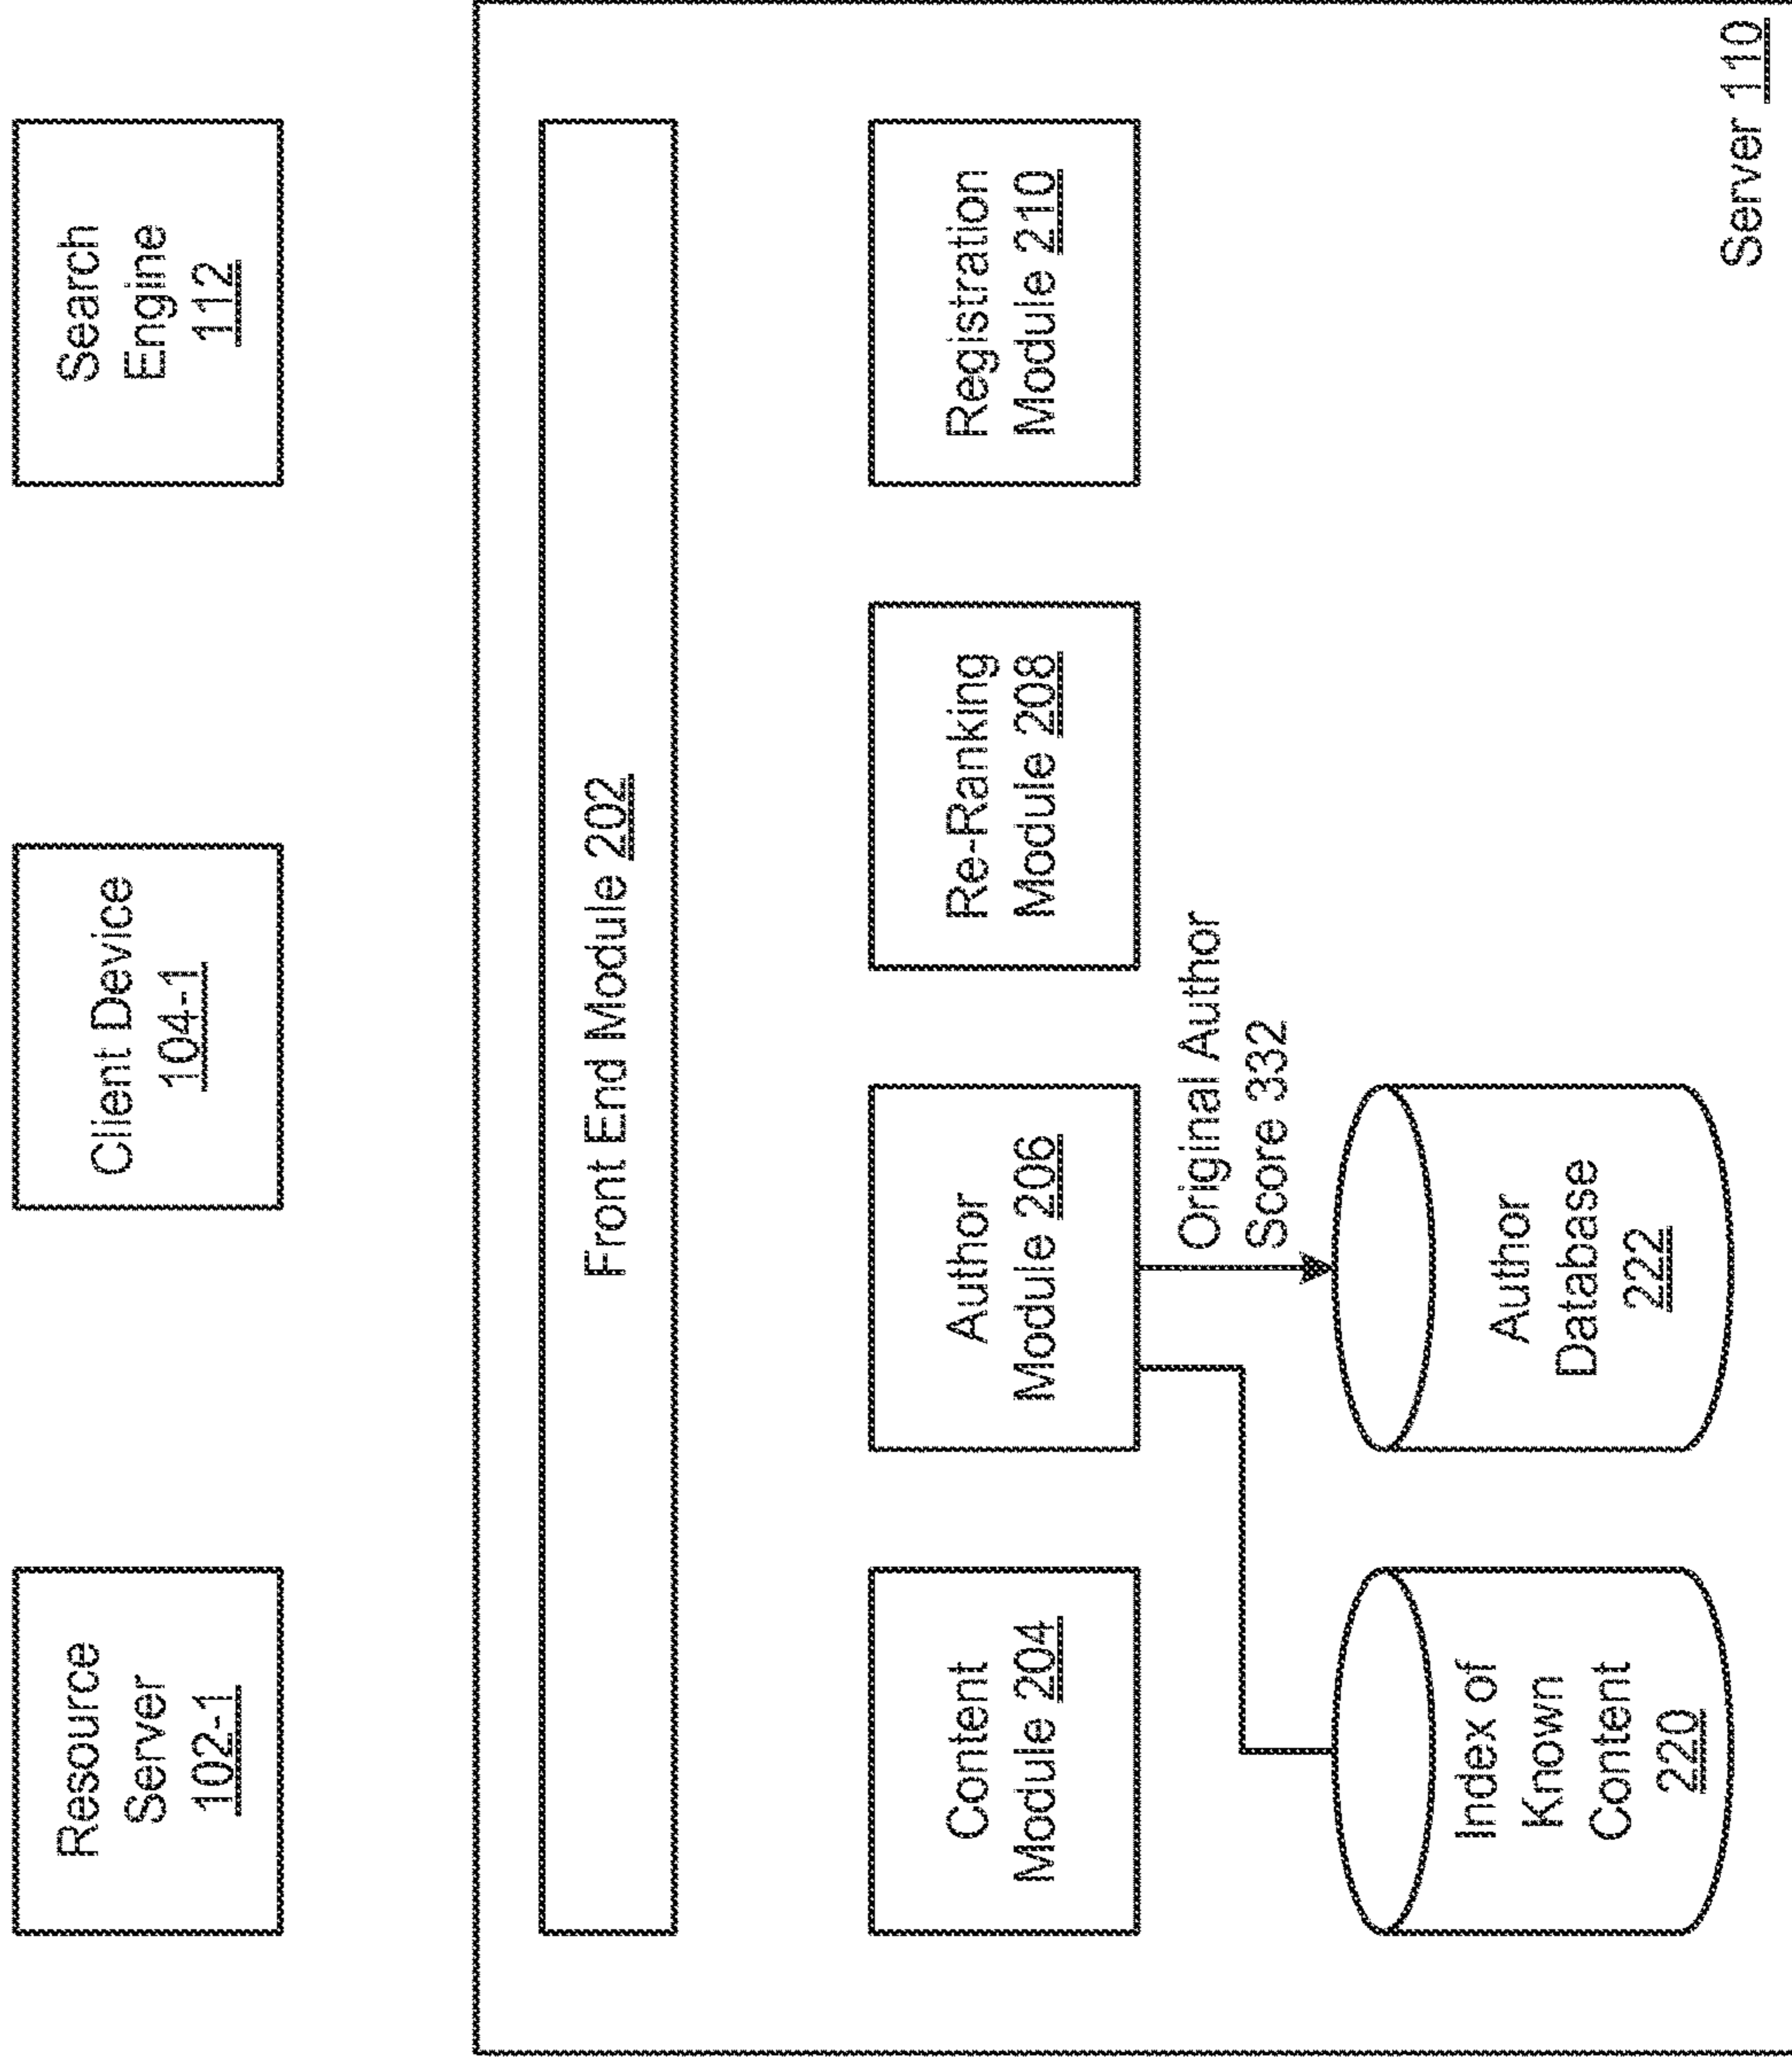 Resource
Server
102-1
Client Device
104-1
Search
Engine
112
Front End Module 202
Content
Module 204
Author
Module 206
Re-Ranking
Module 208
Registration
Module 210
Original Author
Score 332
Index of
Known
Content
220
Author
Database
222
Server 110